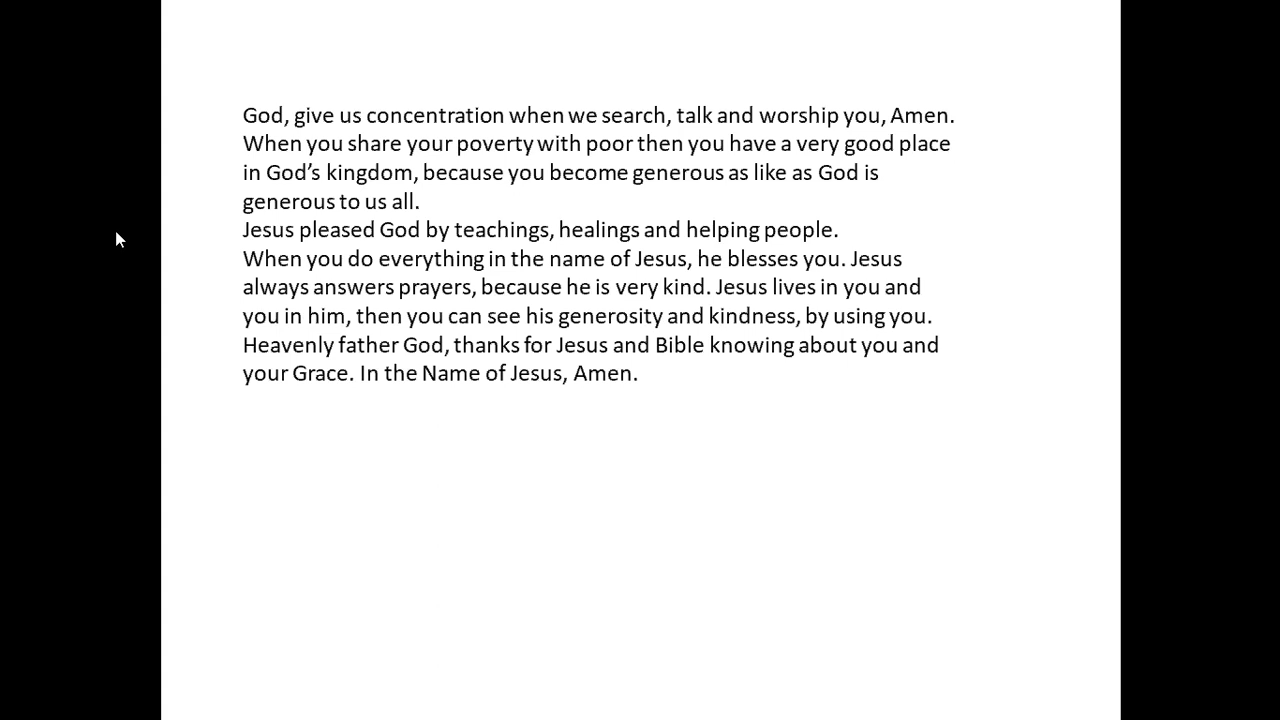 God, give us concentration when we search, talk and worship you, Amen.
When you share your poverty with poor then you have a very good place
in God’s kingdom, because you become generous as like as God is
generous to us all.
Jesus pleased God by teachings, healings and helping people.
When you do everything in the name of Jesus, he blesses you. Jesus
always answers prayers, because he is very kind. Jesus lives in you and
you in him, then you can see his generosity and kindness, by using you.
Heavenly father God, thanks for Jesus and Bible knowing about you and
your Grace. In the Name of Jesus, Amen.